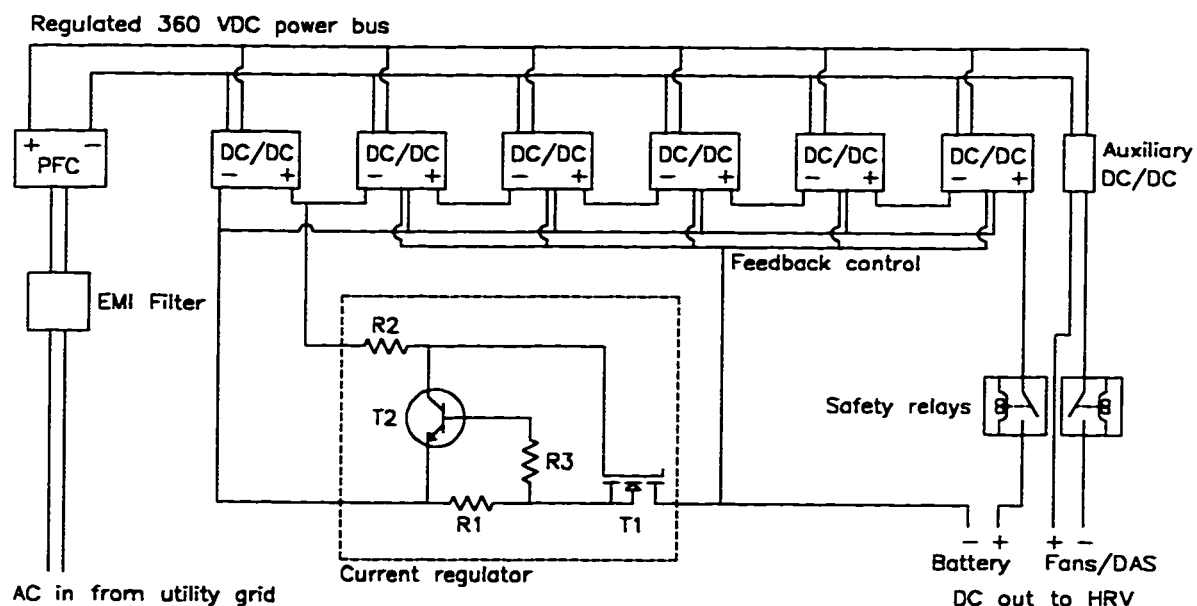 Regulated 360 VDC power bus
+ −
PFC
DC/DC
− +
DC/DC
− +
DC/DC
− +
DC/DC
− +
DC/DC
− +
DC/DC
− +
Auxiliary
DC/DC
Feedback control
EMI Filter
R2
T2
R3
R1
T1
Current regulator
Safety relays
− + + −
Battery Fans/DAS
AC in from utility grid
DC out to HRV